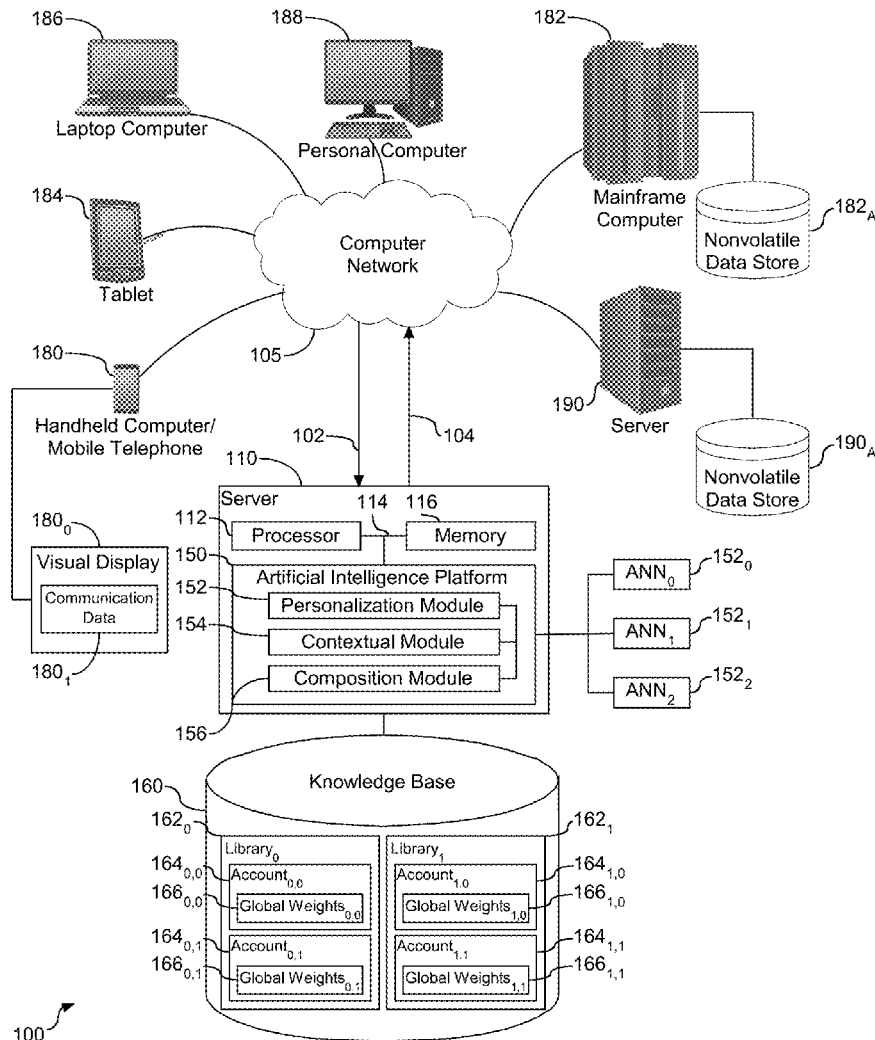 186
188
182
Laptop Computer
Personal Computer
Mainframe
Computer
182A
Nonvolatile
Data Store
184
Tablet
Computer
Network
105
180
Handheld Computer/
Mobile Telephone
190
Server
190A
Nonvolatile
Data Store
102
104
110
Server
114
116
112
Processor
Memory
180₀
Visual Display
Communication
Data
180₁
150
Artificial Intelligence Platform
152
Personalization Module
154
Contextual Module
156
Composition Module
ANN₀
152₀
ANN₁
152₁
ANN₂
152₂
160
Knowledge Base
162₀
162₁
Library₀
Library₁
164₀,₀
Account₀,₀
Account₁,₀
164₁,₀
166₀,₀
Global Weights₀,₀
Global Weights₁,₀
166₁,₀
164₀,₁
Account₀,₁
Account₁,₁
164₁,₁
166₀,₁
Global Weights₀,₁
Global Weights₁,₁
166₁,₁
100